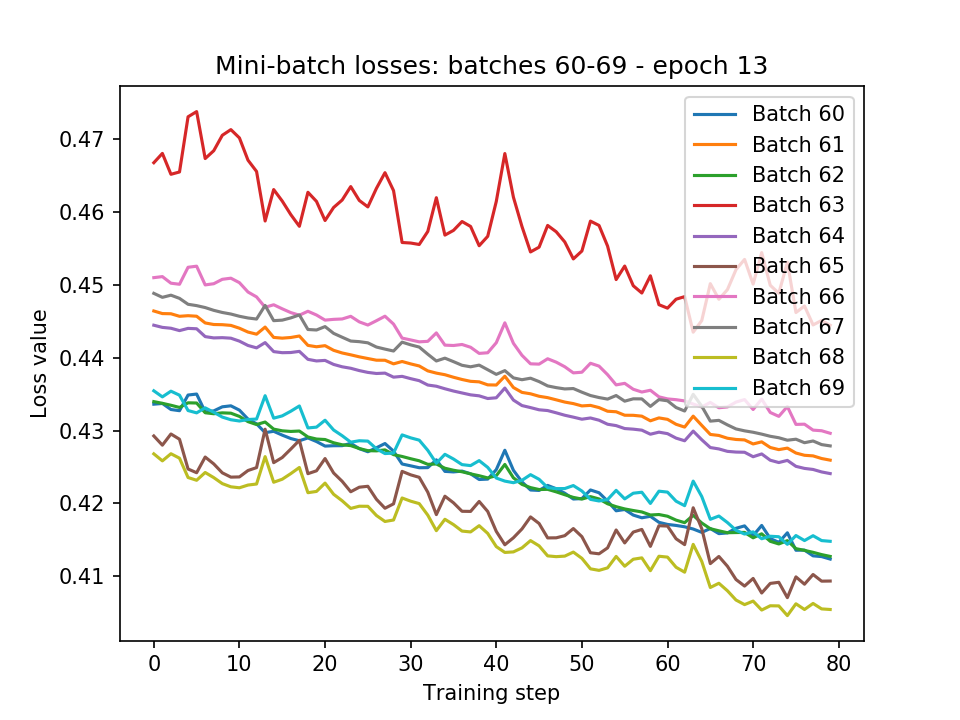 Mini-batch losses: batches 60-69 - epoch 13
Loss value
0.47
0.46
0.45
0.44
0.43
0.42
0.41
Batch 60
Batch 61
Batch 62
Batch 63
Batch 64
Batch 65
Batch 66
Batch 67
Batch 68
Batch 69
0 10 20 30 40 50 60 70 80
Training step